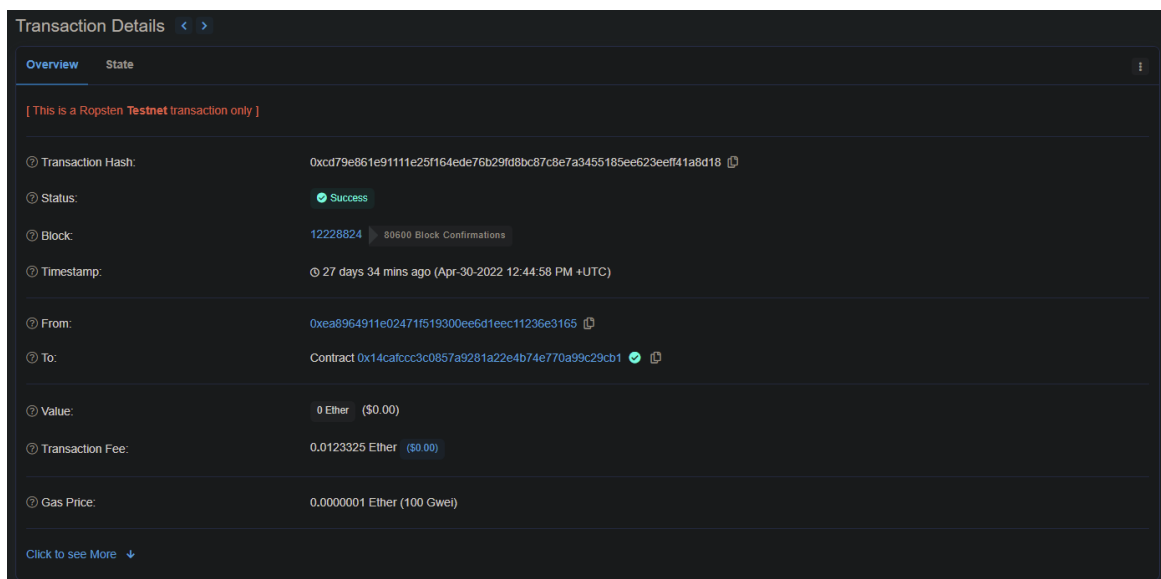 Transaction Details
Overview State
[ This is a Ropsten Testnet transaction only ]
Transaction Hash: 0xcd79e861e91111e25f164ede76b29fd8bc87c8e7a3455185ee623eeff41a8d18
Status: Success
Block: 12228824 80600 Block Confirmations
Timestamp: 27 days 34 mins ago (Apr-30-2022 12:44:58 PM +UTC)
From: 0xea8964911e02471f519300ee6d1eec11236e3165
To: Contract 0x14cafccc3c0857a9281a22e4b74e770a99c29cb1
Value: 0 Ether ($0.00)
Transaction Fee: 0.0123325 Ether ($0.00)
Gas Price: 0.0000001 Ether (100 Gwei)
Click to see More